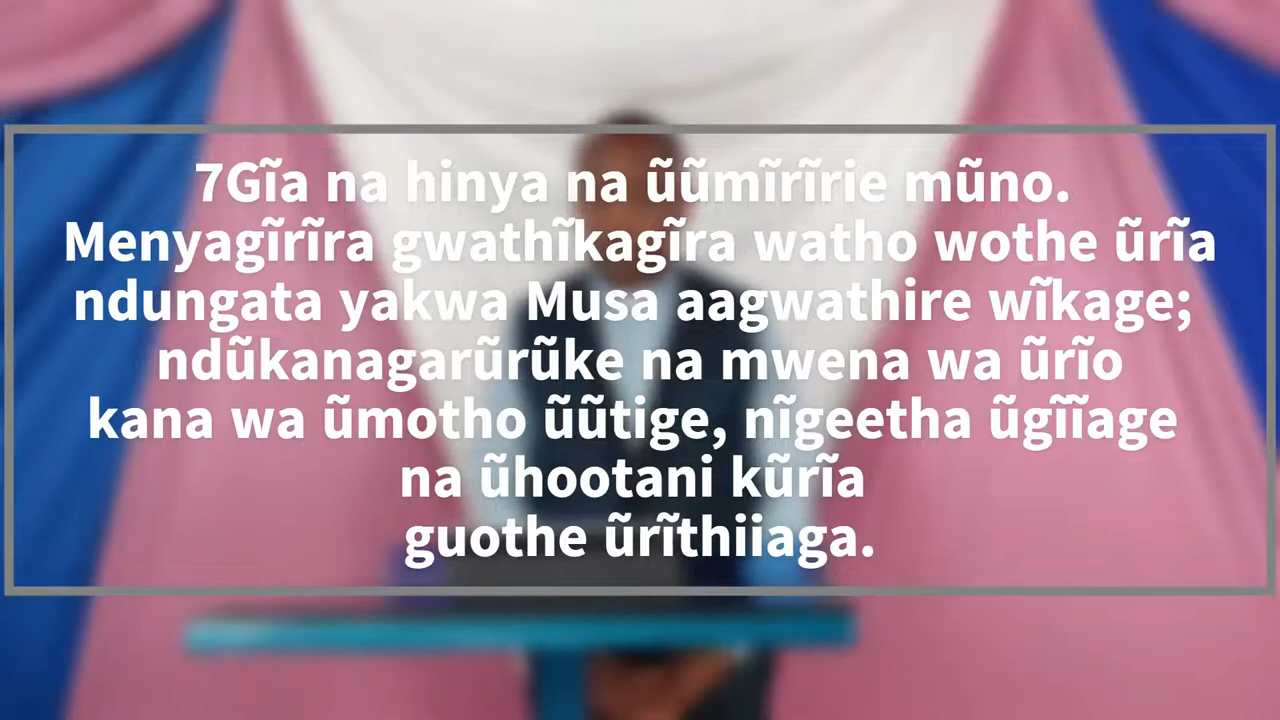 7Gĩa na hinya na ũũmĩrĩrie mũno.
Menyagĩrĩra gwathĩkagĩra watho wothe ũrĩa
ndungata yakwa Musa aagwathire wĩkage;
ndũkanagarũrũke na mwena wa ũrĩo
kana wa ũmotho ũũtige, nĩgeetha ũgĩĩage
na ũhootani kũrĩa
guothe ũrĩthiiaga.